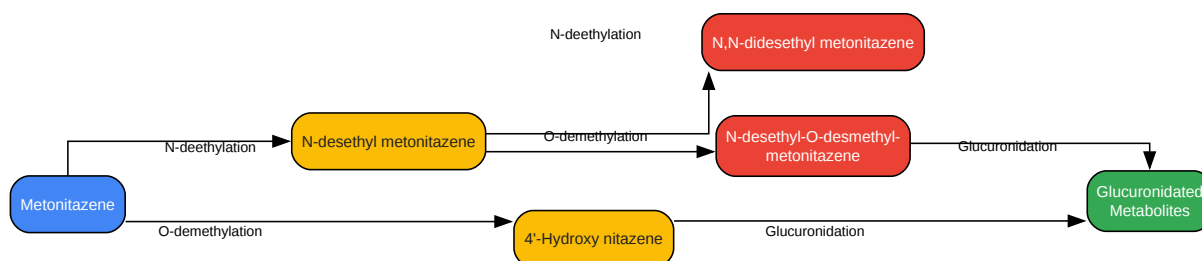 N-deethylation
N,N-didesethyl metonitazene
N-deethylation
N-desethyl metonitazene
O-demethylation
N-desethyl-O-desmethyl-
metonitazene
Glucuronidation
Metonitazene
O-demethylation
4'-Hydroxy nitazene
Glucuronidation
Glucuronidated
Metabolites